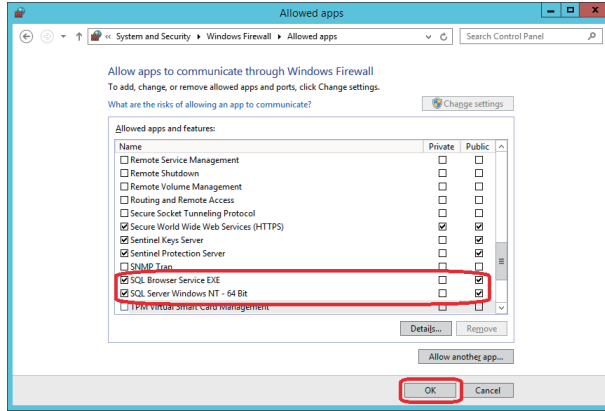 Allowed apps
« System and Security ▸ Windows Firewall ▸ Allowed apps
Search Control Panel
Allow apps to communicate through Windows Firewall
To add, change, or remove allowed apps and ports, click Change settings.
What are the risks of allowing an app to communicate?
Change settings
Allowed apps and features:
Name Private Public
Remote Service Management
Remote Shutdown
Remote Volume Management
Routing and Remote Access
Secure Socket Tunneling Protocol
Secure World Wide Web Services (HTTPS)
Sentinel Keys Server
Sentinel Protection Server
SNMP Trap
SQL Browser Service EXE
SQL Server Windows NT - 64 Bit
TPM Virtual Smart Card Management
Details... Remove
Allow another app...
OK Cancel